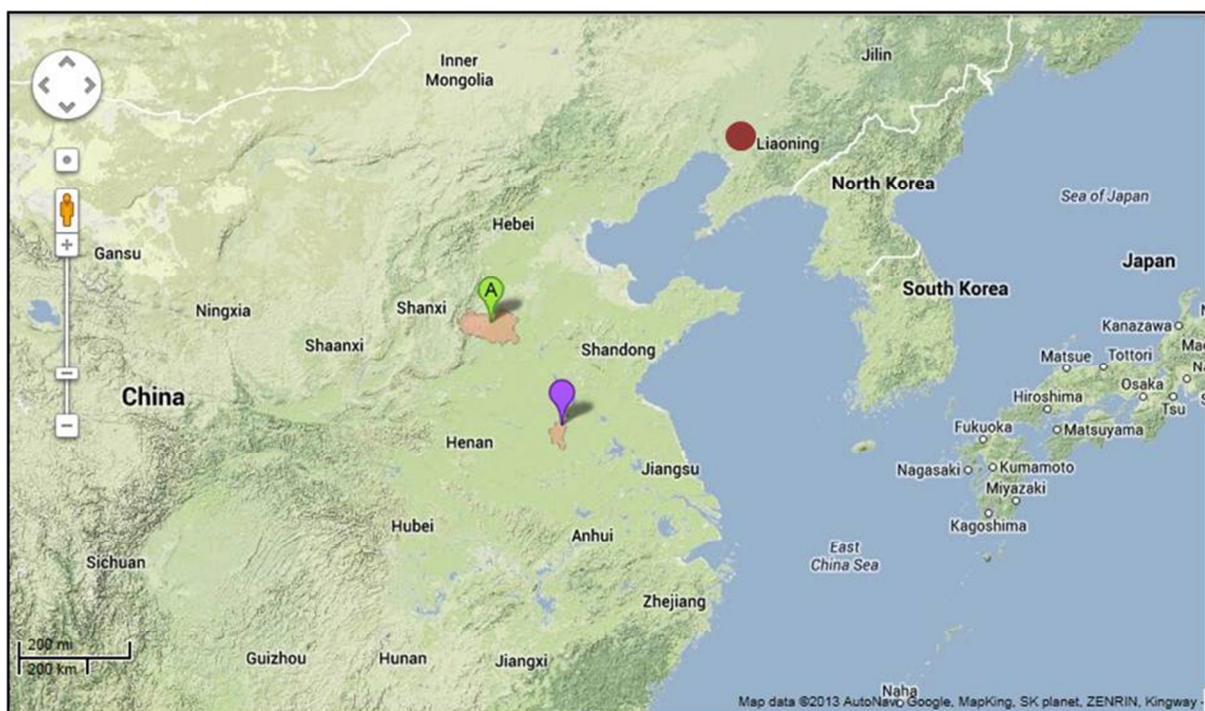 Inner
Mongolia
Jilin
Liaoning
North Korea
Sea of Japan
Hebei
Gansu
Japan
A
South Korea
Ningxia
Shanxi
Kanazawa
Shaanxi
Shandong
Matsue
Tottori
China
Osaka
Hiroshima
Tsu
Fukuoka
Matsuyama
Henan
Jiangsu
Nagasaki
Kumamoto
Miyazaki
Hubei
Kagoshima
Anhui
Sichuan
East
China Sea
Zhejiang
200 mi
200 km
Guizhou
Hunan
Jiangxi
Naha
Map data ©2013 AutoNavi, Google, MapKing, SK planet, ZENRIN, Kingway -